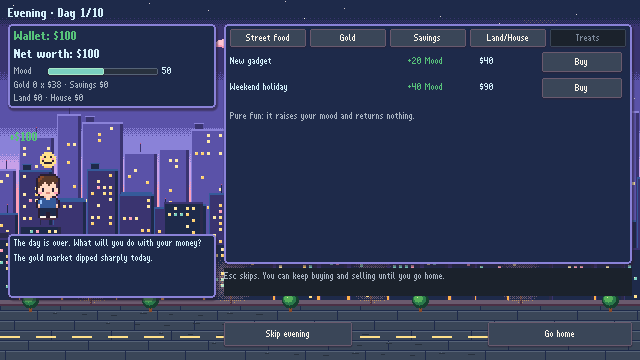 Evening · Day 1/10
Wallet: $100
Net worth: $100
Mood 50
Gold 0 x $38 · Savings $0
Land $0 · House $0
+$100
The day is over. What will you do with your money?
The gold market dipped sharply today.
Street food Gold Savings Land/House Treats
New gadget +20 Mood $40 Buy
Weekend holiday +40 Mood $90 Buy
Pure fun: it raises your mood and returns nothing.
Esc skips. You can keep buying and selling until you go home.
Skip evening Go home